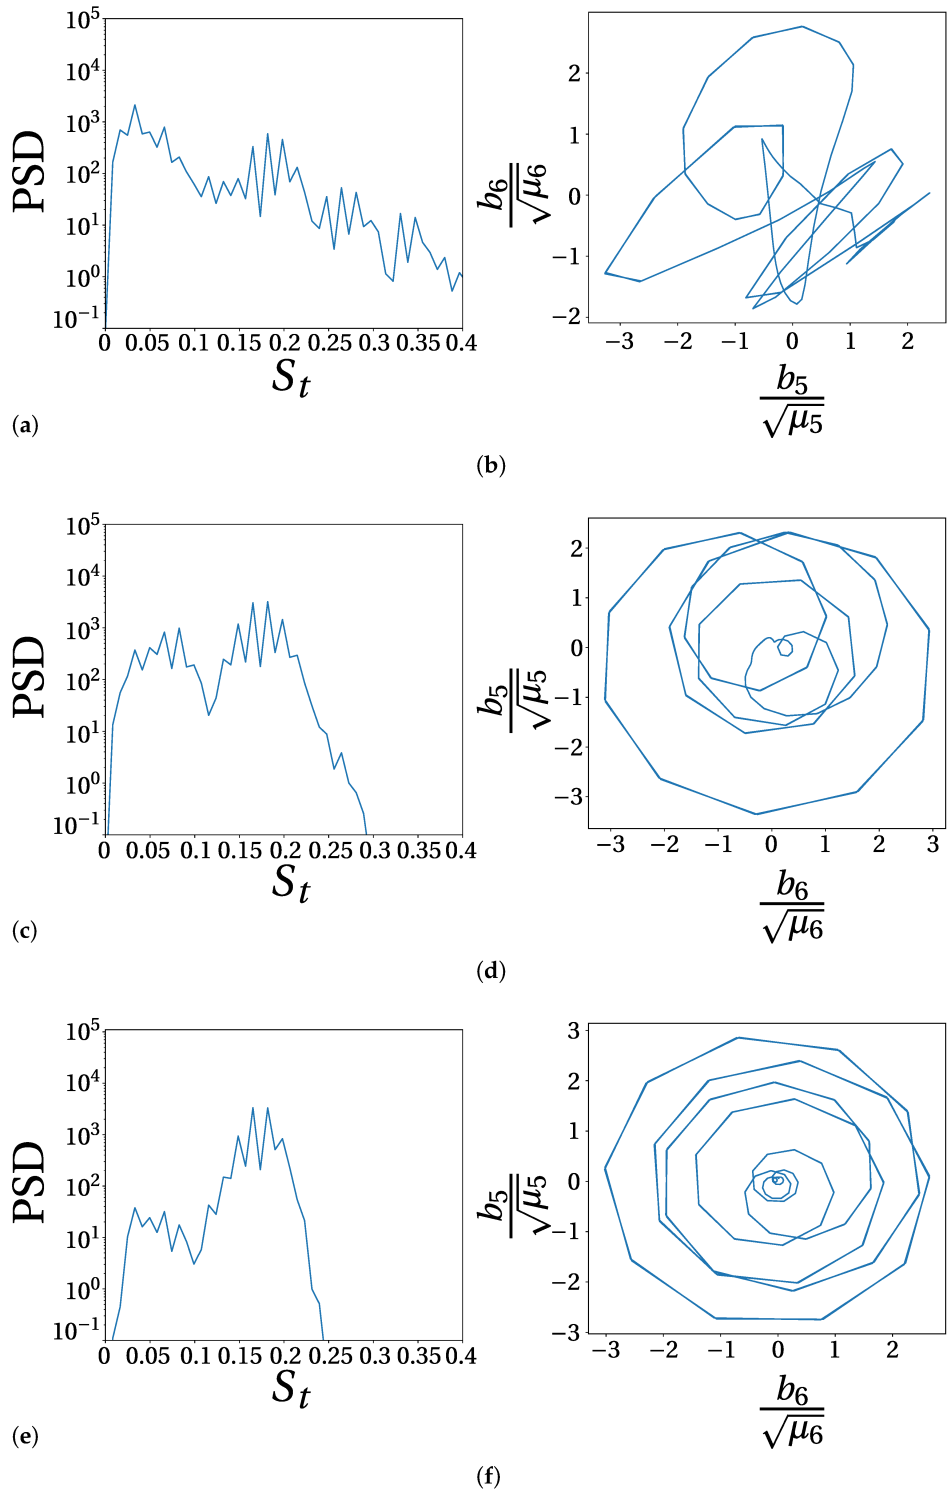 10^5
10^4
10^3
10^2
10^1
10^0
10^−1
PSD
0 0.05 0.1 0.15 0.2 0.25 0.3 0.35 0.4
S_t
(a)
2
1
0
−1
−2
b_6
√μ_6
−3 −2 −1 0 1 2
b_5
√μ_5
(b)
10^5
10^4
10^3
10^2
10^1
10^0
10^−1
PSD
0 0.05 0.1 0.15 0.2 0.25 0.3 0.35 0.4
S_t
(c)
2
1
0
−1
−2
−3
b_5
√μ_5
−3 −2 −1 0 1 2 3
b_6
√μ_6
(d)
10^5
10^4
10^3
10^2
10^1
10^0
10^−1
PSD
0 0.05 0.1 0.15 0.2 0.25 0.3 0.35 0.4
S_t
(e)
3
2
1
0
−1
−2
−3
b_5
√μ_5
−3 −2 −1 0 1 2
b_6
√μ_6
(f)